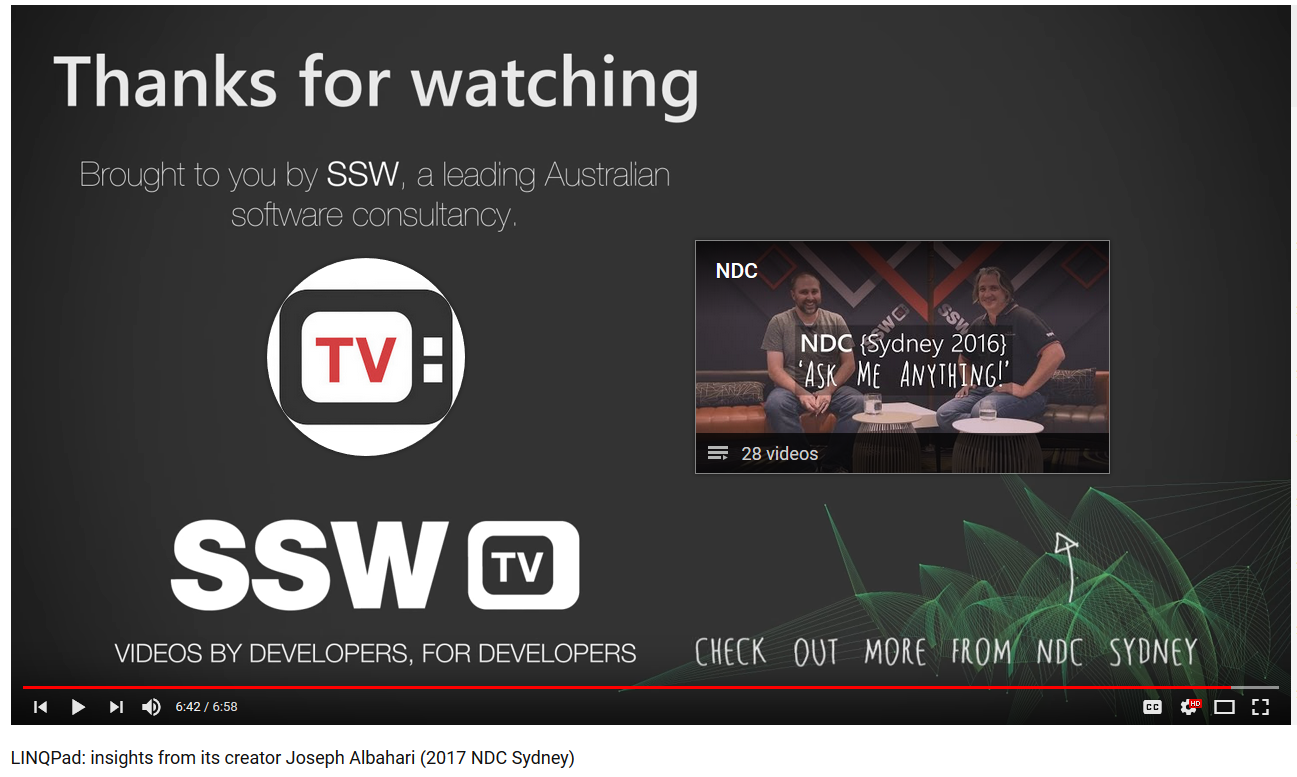 Thanks for watching
Brought to you by SSW, a leading Australian
software consultancy.
TV
NDC
SSW
SSW
NDC {Sydney 2016}
'ASK ME ANYTHING!'
28 videos
SSW TV
VIDEOS BY DEVELOPERS, FOR DEVELOPERS
CHECK OUT MORE FROM NDC SYDNEY
6:42 / 6:58
CC
HD
LINQPad: insights from its creator Joseph Albahari (2017 NDC Sydney)